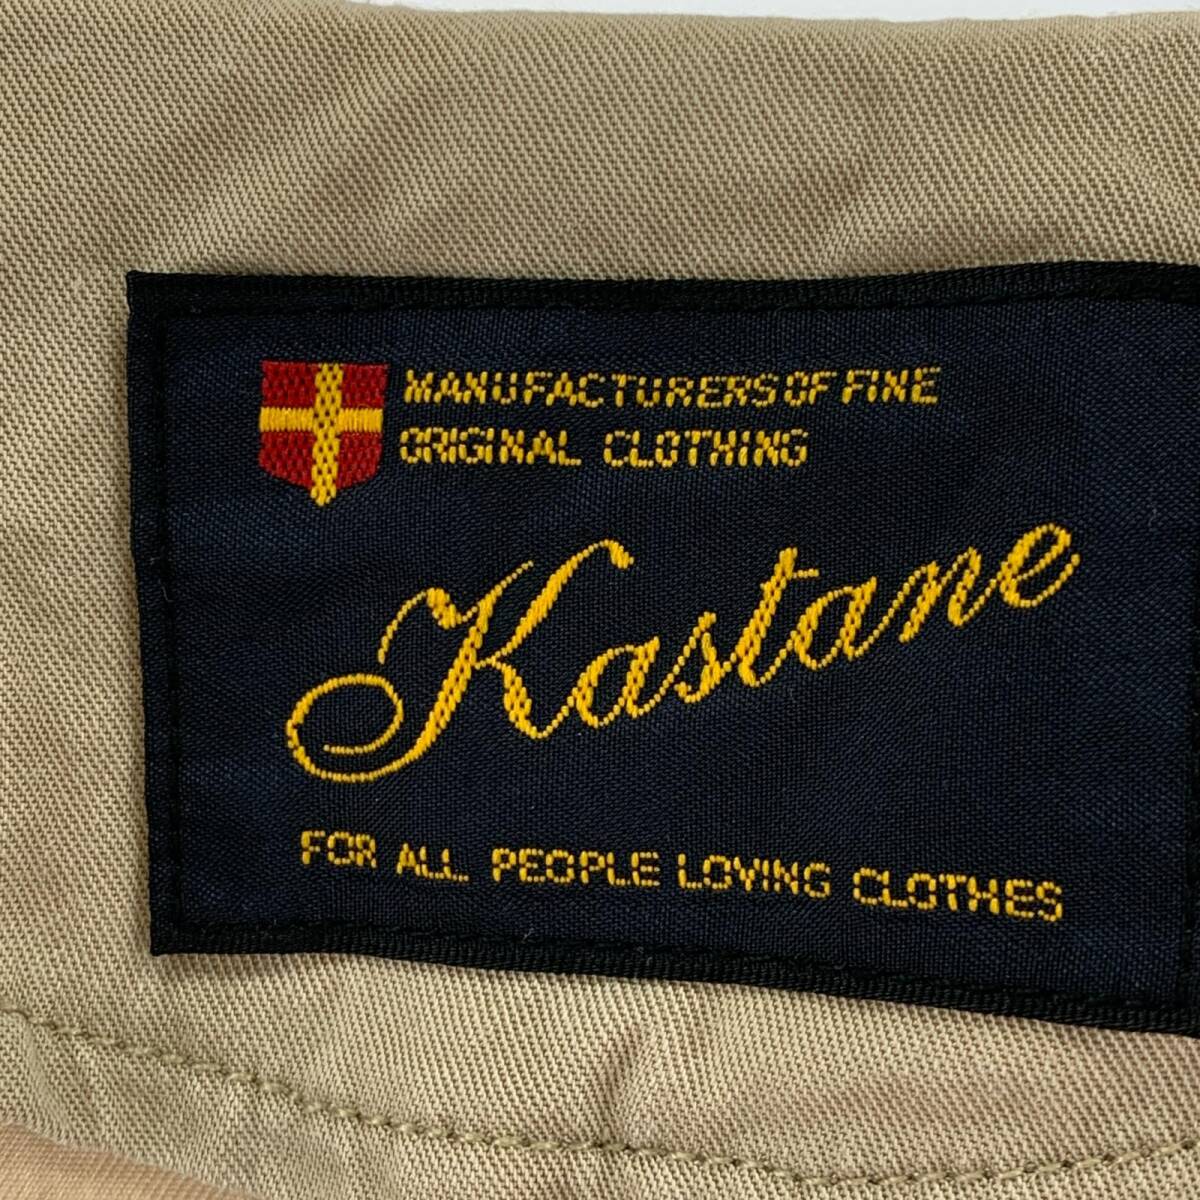 MANUFACTURERS OF FINE
ORIGINAL CLOTHING
Kastane
FOR ALL PEOPLE LOVING CLOTHES